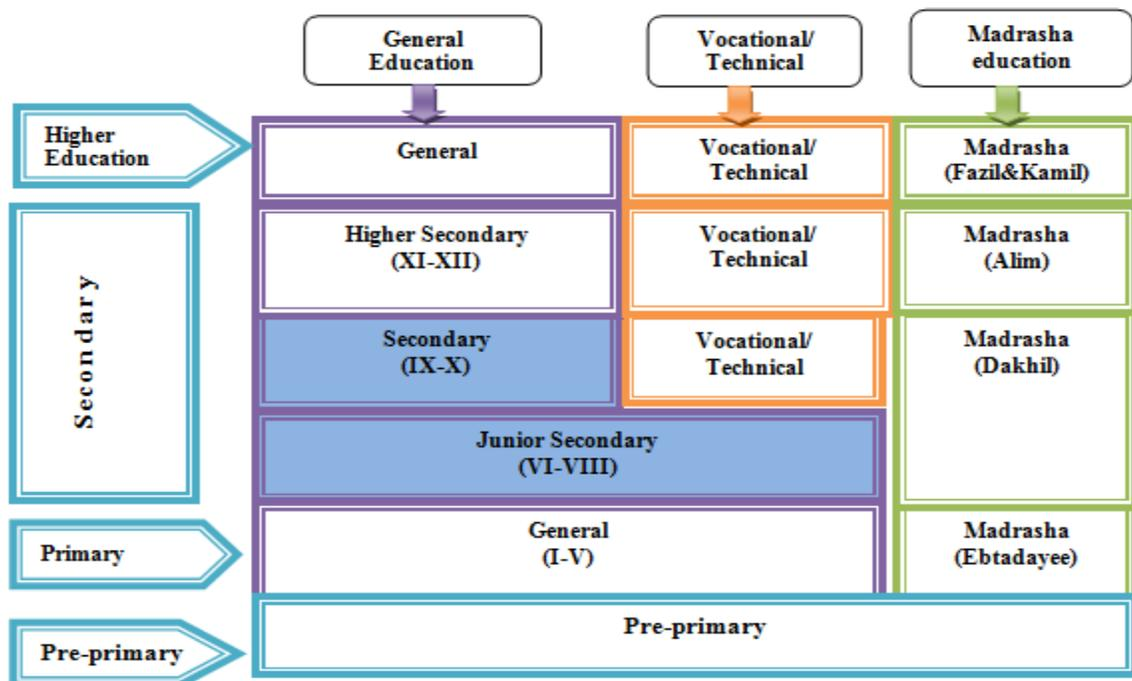 General
Education
Vocational/
Technical
Madrasha
education
Higher
Education
General
Vocational/
Technical
Madrasha
(Fazil&Kamil)
Secondary
Higher Secondary
(XI-XII)
Vocational/
Technical
Madrasha
(Alim)
Secondary
(IX-X)
Vocational/
Technical
Madrasha
(Dakhil)
Junior Secondary
(VI-VIII)
Primary
General
(I-V)
Madrasha
(Ebtadayee)
Pre-primary
Pre-primary